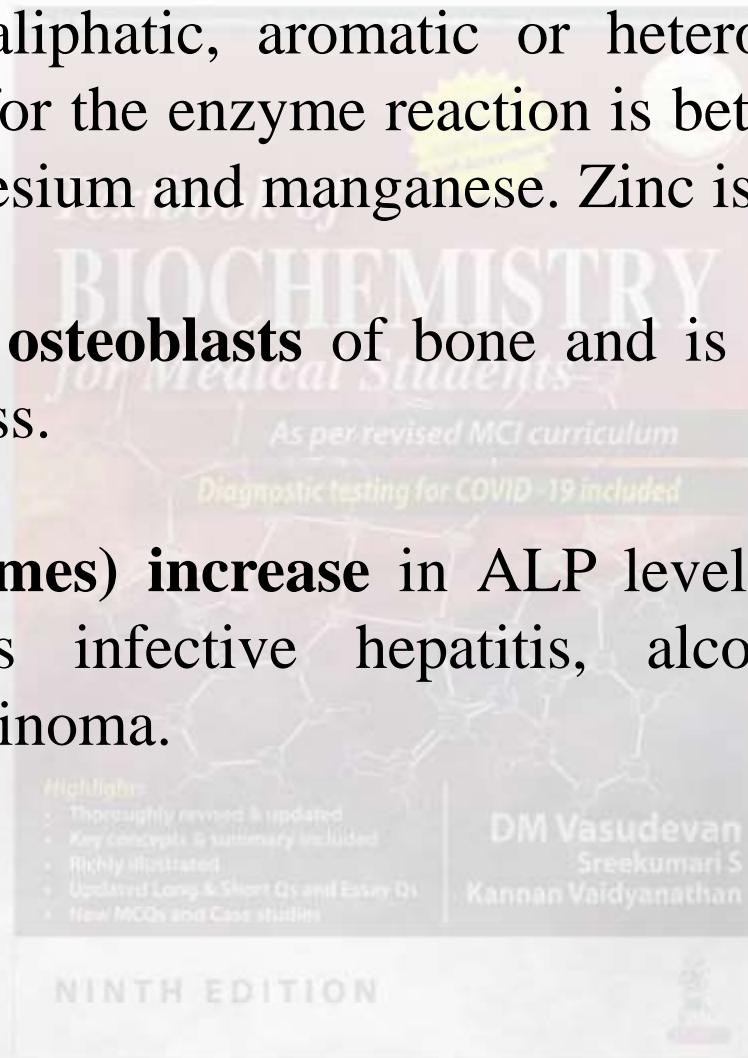 aliphatic, aromatic or hetero
for the enzyme reaction is bet
esium and manganese. Zinc is
Textbook of
BIOCHEMISTRY
osteoblasts of bone and is
for Medical Students
ss.
As per revised MCI curriculum
Diagnostic testing for COVID-19 included
mes) increase in ALP level
s infective hepatitis, alco
cinoma.
Highlights
• Thoroughly revised & updated
• Key concepts & summary included
• Richly illustrated
• Updated Long & Short Qs and Essay Qs
• New MCQs and Case studies
DM Vasudevan
Sreekumari S
Kannan Vaidyanathan
NINTH EDITION